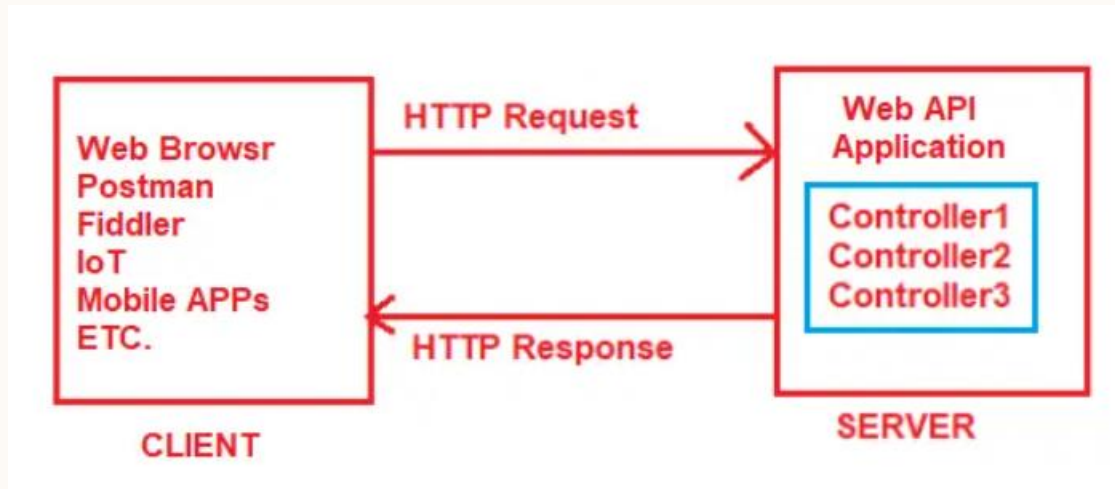 Web Browsr
Postman
Fiddler
IoT
Mobile APPs
ETC.
CLIENT
HTTP Request
HTTP Response
Web API
Application
Controller1
Controller2
Controller3
SERVER